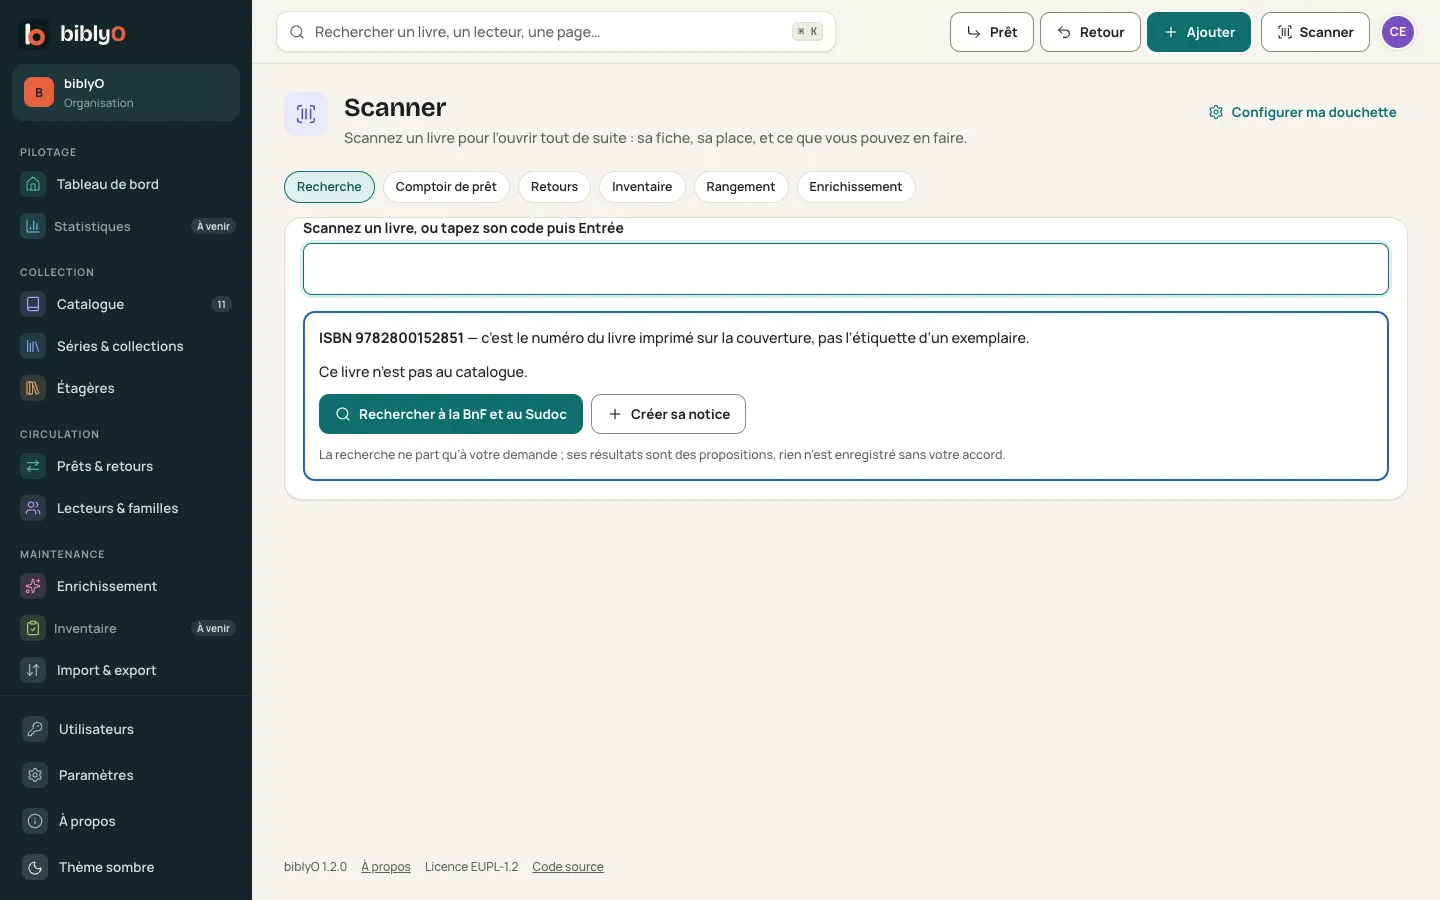 biblyO
Rechercher un livre, un lecteur, une page...
⌘ K
Prêt
Retour
Ajouter
Scanner
CE
B
biblyO
Organisation
PILOTAGE
Tableau de bord
Statistiques
À venir
COLLECTION
Catalogue
11
Séries & collections
Étagères
CIRCULATION
Prêts & retours
Lecteurs & familles
MAINTENANCE
Enrichissement
Inventaire
À venir
Import & export
Utilisateurs
Paramètres
À propos
Thème sombre
Scanner
Scannez un livre pour l'ouvrir tout de suite : sa fiche, sa place, et ce que vous pouvez en faire.
Configurer ma douchette
Recherche
Comptoir de prêt
Retours
Inventaire
Rangement
Enrichissement
Scannez un livre, ou tapez son code puis Entrée
ISBN 9782800152851 — c'est le numéro du livre imprimé sur la couverture, pas l'étiquette d'un exemplaire.
Ce livre n'est pas au catalogue.
Rechercher à la BnF et au Sudoc
Créer sa notice
La recherche ne part qu'à votre demande ; ses résultats sont des propositions, rien n'est enregistré sans votre accord.
biblyO 1.2.0 À propos Licence EUPL-1.2 Code source